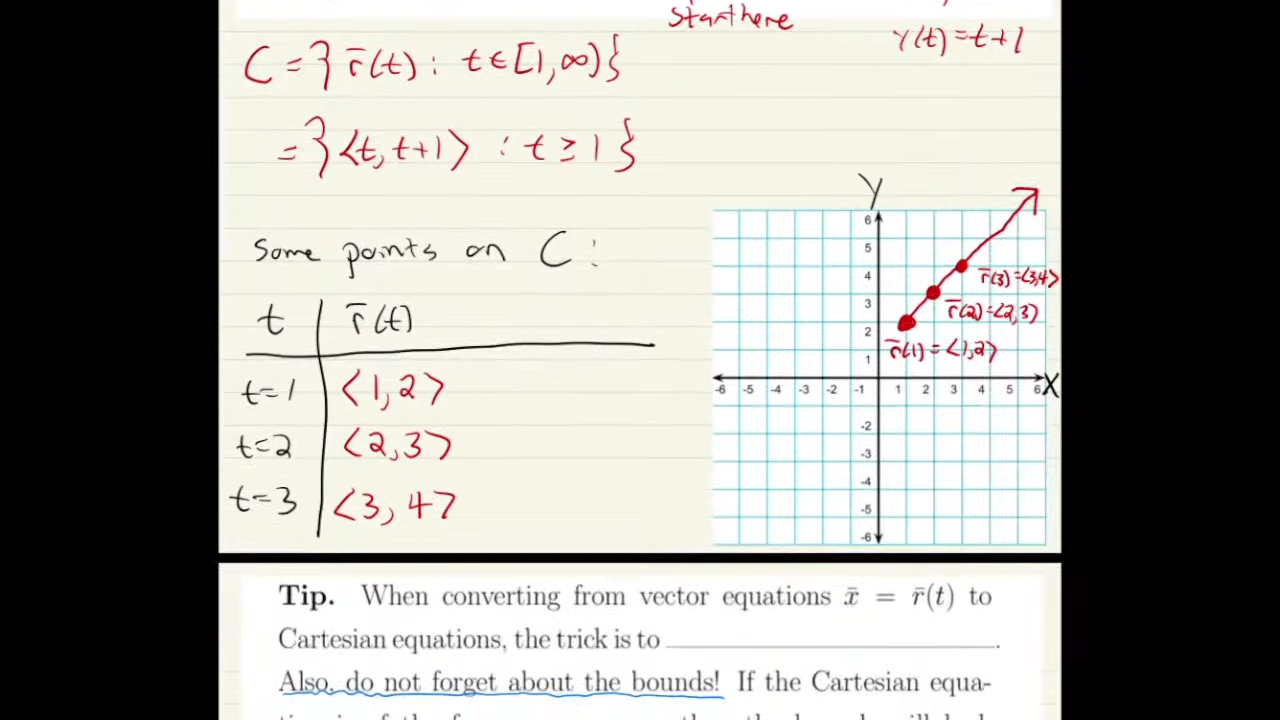 start here
y(t) = t+1
C = { r̄(t) : t ∈ [1, ∞) }
= { ⟨t, t+1⟩ : t ≥ 1 }
Some points on C :
t r̄(t)
t=1 ⟨1, 2⟩
t=2 ⟨2, 3⟩
t=3 ⟨3, 4⟩
Y
6
5
4
3
2
1
r̄(3) = ⟨3,4⟩
r̄(2) = ⟨2,3⟩
r̄(1) = ⟨1,2⟩
-6 -5 -4 -3 -2 -1 1 2 3 4 5 6 X
-2
-3
-4
-5
-6
Tip. When converting from vector equations x̄ = r̄(t) to
Cartesian equations, the trick is to ____________.
Also, do not forget about the bounds! If the Cartesian equa-